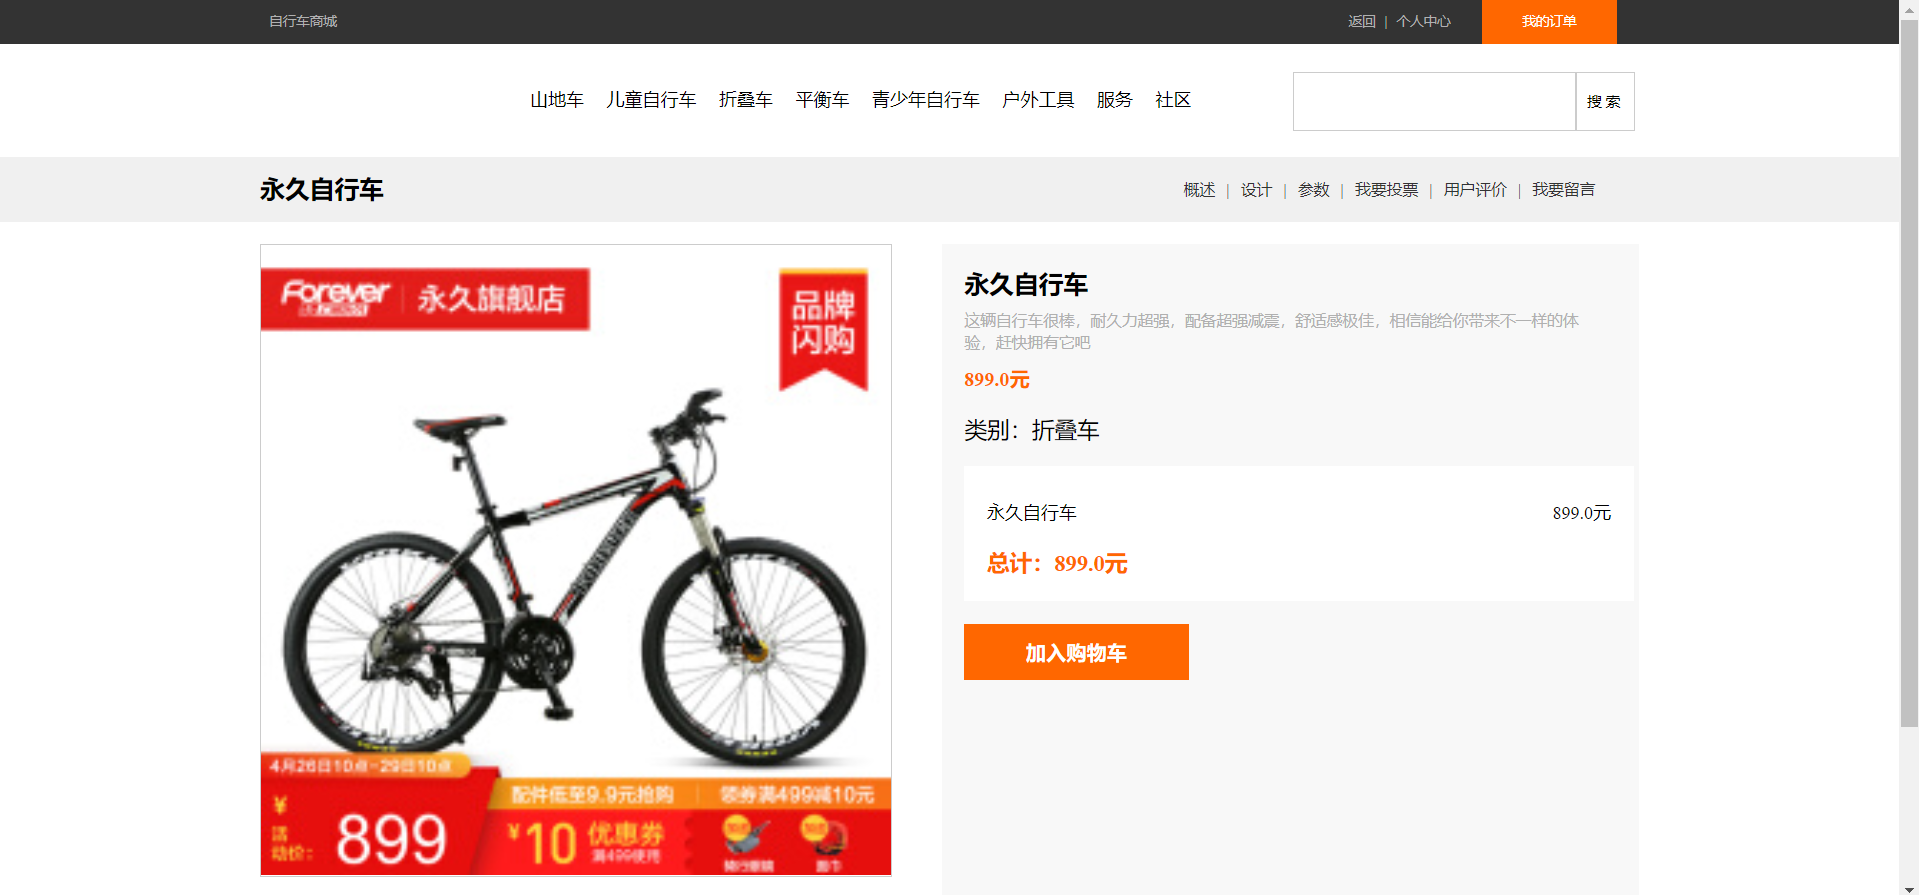 自行车商城
返回 | 个人中心
我的订单
山地车 儿童自行车 折叠车 平衡车 青少年自行车 户外工具 服务 社区
搜 索
永久自行车
概述 | 设计 | 参数 | 我要投票 | 用户评价 | 我要留言
Forever 永久旗舰店
品牌
闪购
4月26日10点-29日10点
配件低至9.9元抢购 领券满499减10元
¥
活
动价:
899
¥10 优惠券
满499使用
永久自行车
这辆自行车很棒，耐久力超强，配备超强减震，舒适感极佳，相信能给你带来不一样的体
验，赶快拥有它吧
899.0元
类别：折叠车
永久自行车 899.0元
总计：899.0元
加入购物车